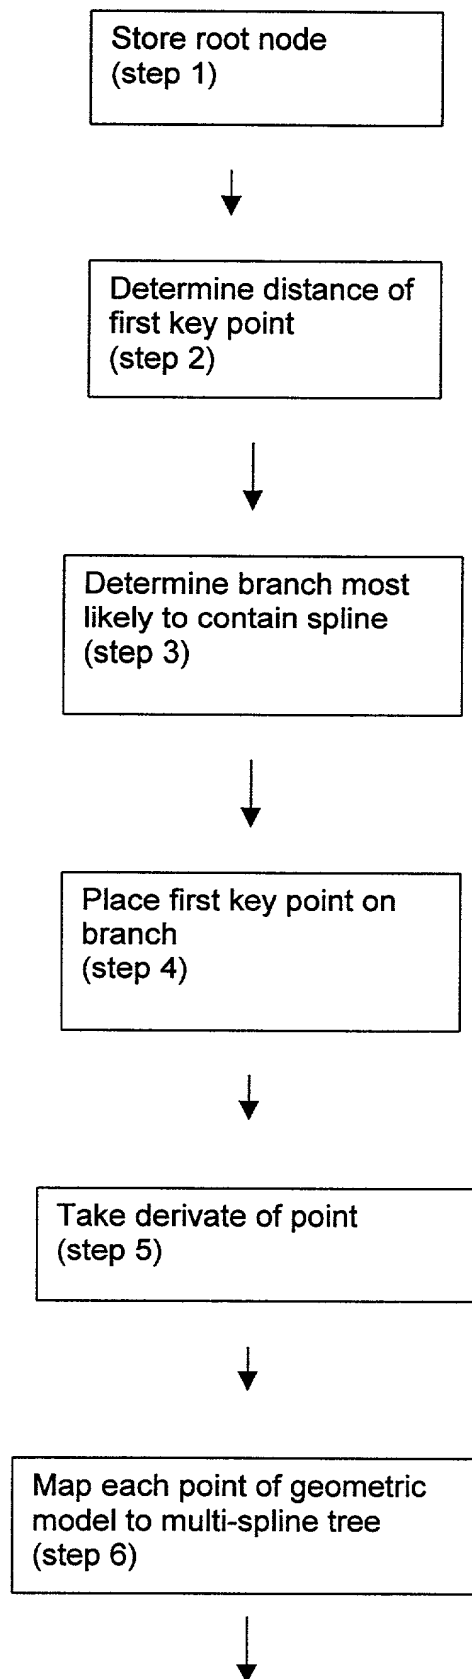 Store root node
(step 1)
Determine distance of
first key point
(step 2)
Determine branch most
likely to contain spline
(step 3)
Place first key point on
branch
(step 4)
Take derivate of point
(step 5)
Map each point of geometric
model to multi-spline tree
(step 6)